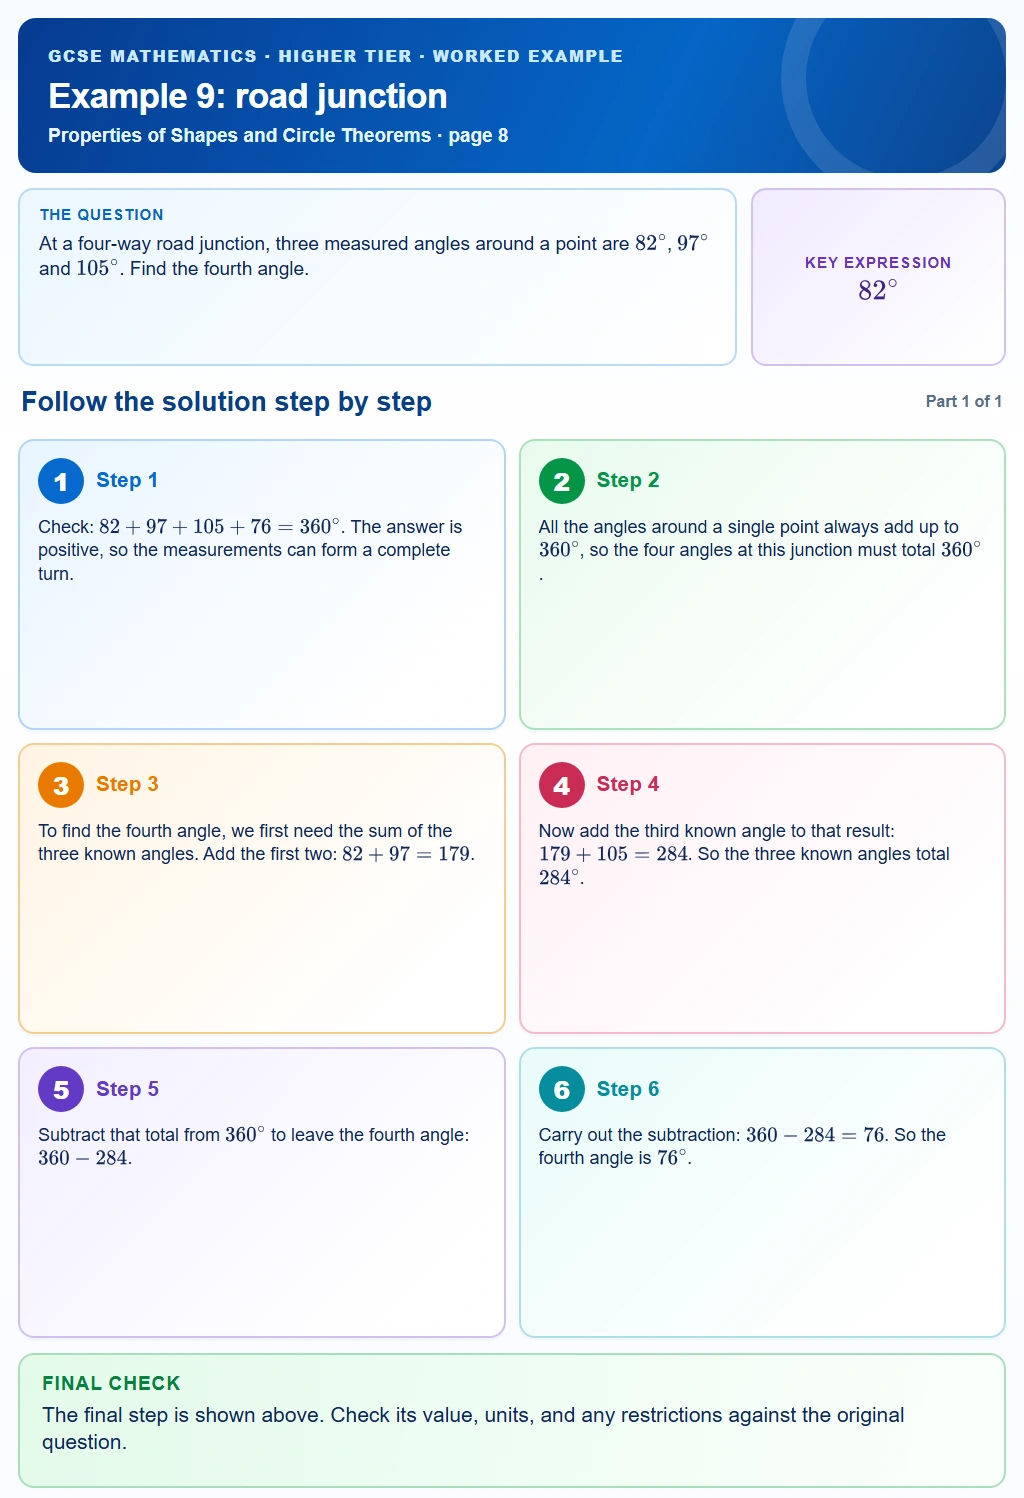 GCSE MATHEMATICS · HIGHER TIER · WORKED EXAMPLE
Example 9: road junction
Properties of Shapes and Circle Theorems · page 8
THE QUESTION
At a four-way road junction, three measured angles around a point are 82°, 97°
and 105°. Find the fourth angle.
KEY EXPRESSION
82°
Follow the solution step by step
Part 1 of 1
1 Step 1
Check: 82 + 97 + 105 + 76 = 360°. The answer is
positive, so the measurements can form a complete
turn.
2 Step 2
All the angles around a single point always add up to
360°, so the four angles at this junction must total 360°
.
3 Step 3
To find the fourth angle, we first need the sum of the
three known angles. Add the first two: 82 + 97 = 179.
4 Step 4
Now add the third known angle to that result:
179 + 105 = 284. So the three known angles total
284°.
5 Step 5
Subtract that total from 360° to leave the fourth angle:
360 − 284.
6 Step 6
Carry out the subtraction: 360 − 284 = 76. So the
fourth angle is 76°.
FINAL CHECK
The final step is shown above. Check its value, units, and any restrictions against the original
question.